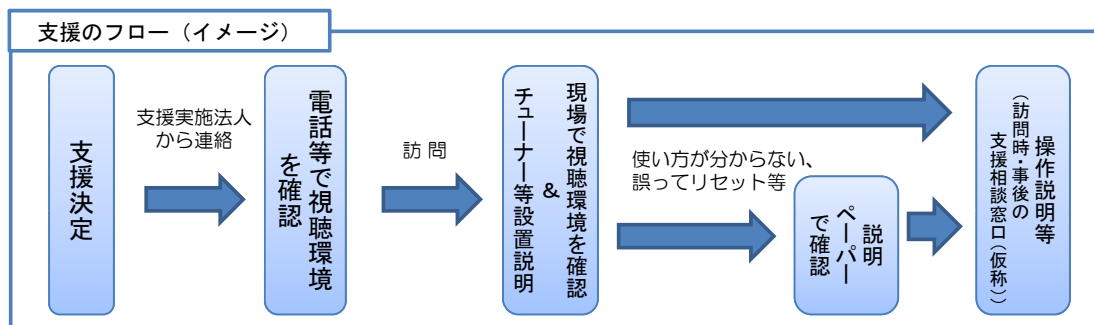 支援のフロー（イメージ）
支援決定
支援実施法人
から連絡
電話等で視聴環境
を確認
訪 問
現場で視聴環境を確認
&
チューナー等設置説明
使い方が分からない、
誤ってリセット等
説明
ペーパー
で確認
操作説明等
（訪問時・事後の
支援相談窓口（仮称））